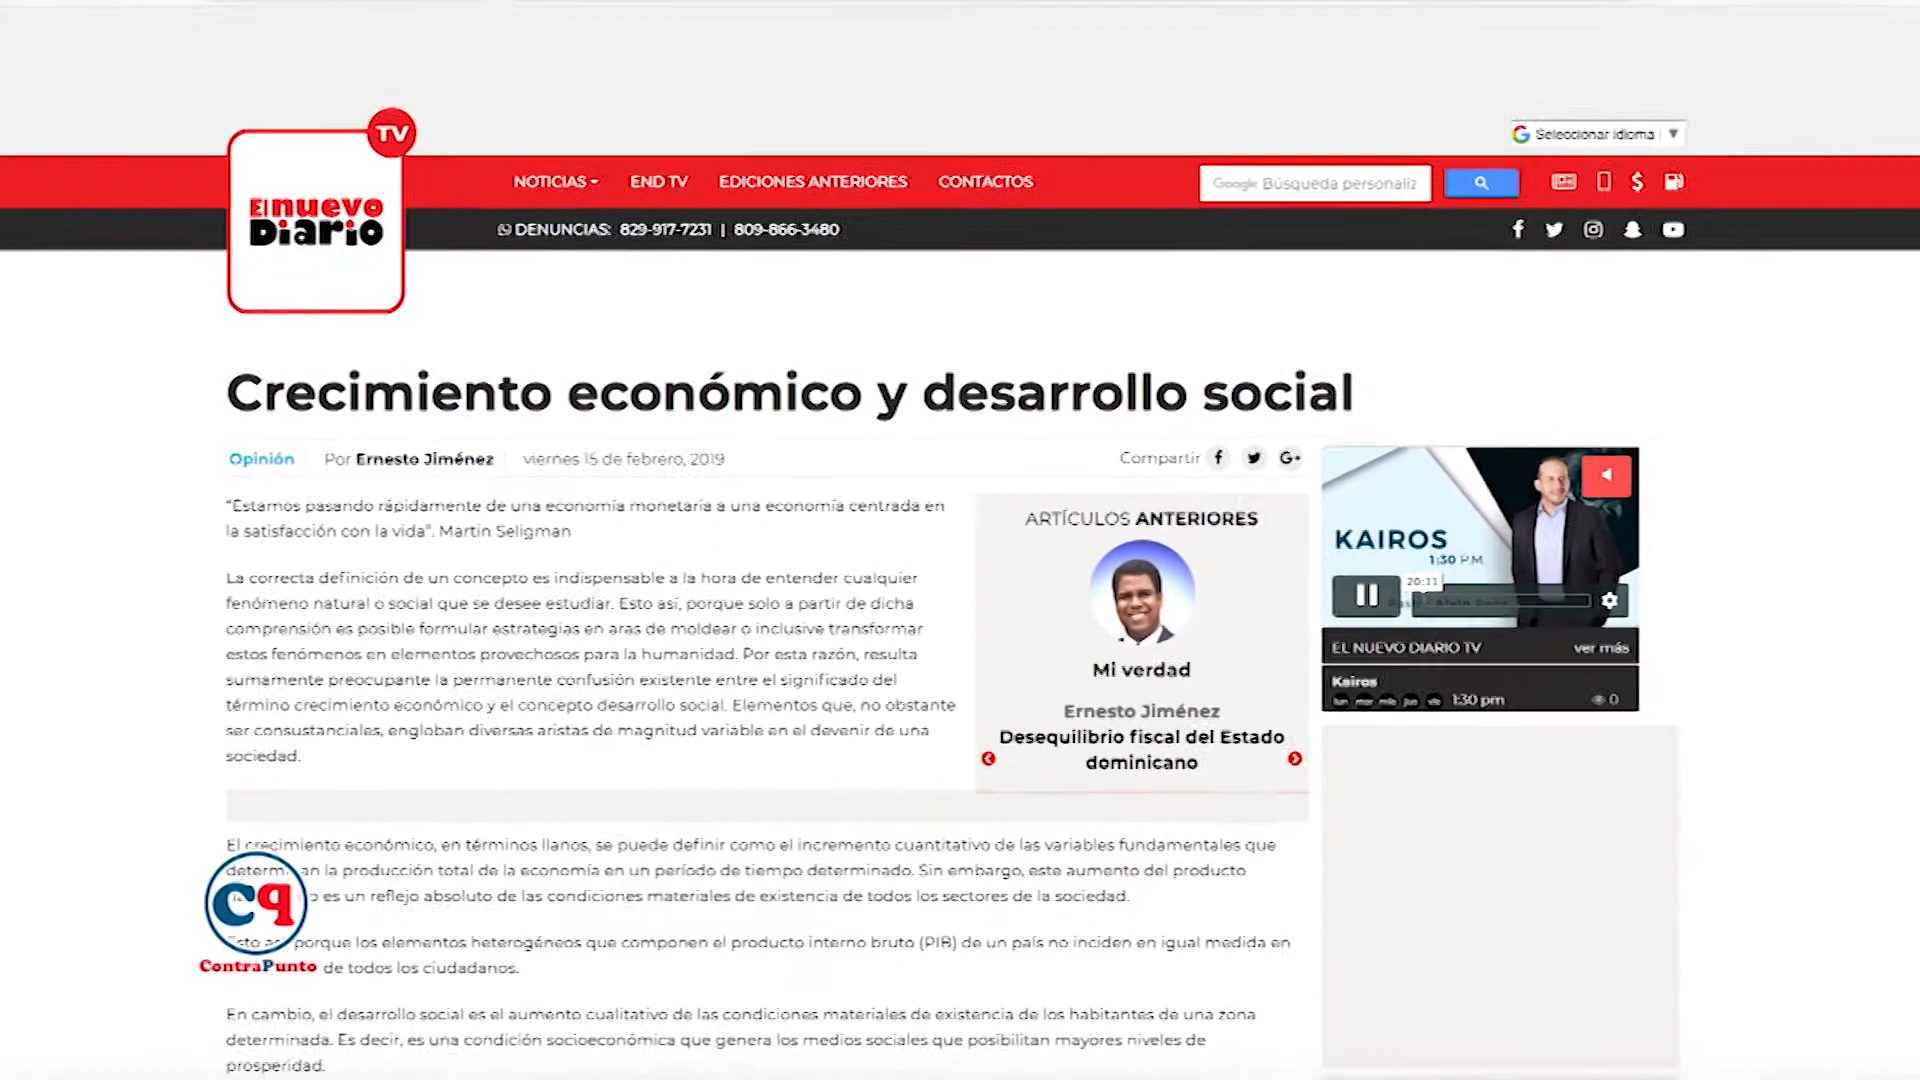 TV
El nuevo
Diario
Seleccionar idioma
NOTICIAS
END TV
EDICIONES ANTERIORES
CONTACTOS
Google Búsqueda personaliz
DENUNCIAS: 829-917-7231 | 809-866-3480
Crecimiento económico y desarrollo social
Opinión
Por Ernesto Jiménez
viernes 15 de febrero, 2019
Compartir
“Estamos pasando rápidamente de una economía monetaria a una economía centrada en
la satisfacción con la vida”. Martin Seligman
La correcta definición de un concepto es indispensable a la hora de entender cualquier
fenómeno natural o social que se desee estudiar. Esto así, porque solo a partir de dicha
comprensión es posible formular estrategias en aras de moldear o inclusive transformar
estos fenómenos en elementos provechosos para la humanidad. Por esta razón, resulta
sumamente preocupante la permanente confusión existente entre el significado del
término crecimiento económico y el concepto desarrollo social. Elementos que, no obstante
ser consustanciales, engloban diversas aristas de magnitud variable en el devenir de una
sociedad.
ARTÍCULOS ANTERIORES
Mi verdad
Ernesto Jiménez
Desequilibrio fiscal del Estado
dominicano
KAIROS
1:30 P.M.
20:11
EL NUEVO DIARIO TV
ver más
Kairos
lun mar mie jue vie 1:30 pm
0
El crecimiento económico, en términos llanos, se puede definir como el incremento cuantitativo de las variables fundamentales que
la producción total de la economía en un período de tiempo determinado. Sin embargo, este aumento del producto
es un reflejo absoluto de las condiciones materiales de existencia de todos los sectores de la sociedad.
Esto porque los elementos heterogéneos que componen el producto interno bruto (PIB) de un país no inciden en igual medida en
de todos los ciudadanos.
En cambio, el desarrollo social es el aumento cualitativo de las condiciones materiales de existencia de los habitantes de una zona
determinada. Es decir, es una condición socioeconómica que genera los medios sociales que posibilitan mayores niveles de
prosperidad.
cp
ContraPunto